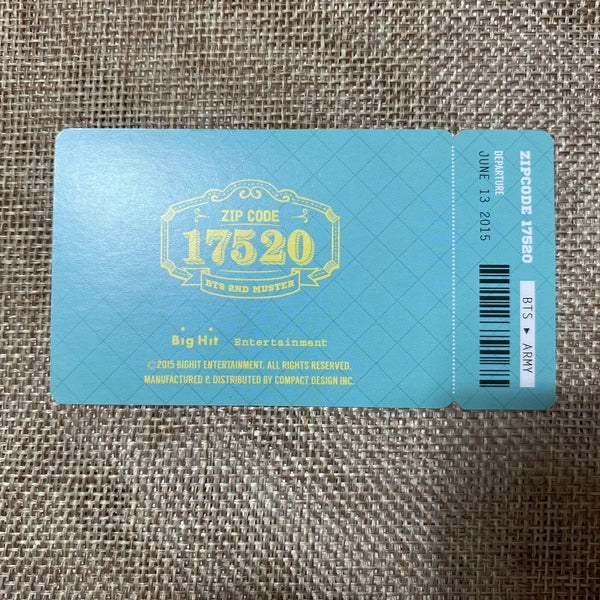 ZIP CODE
17520
BTS 2ND MUSTER
Big Hit Entertainment
©2015 BIGHIT ENTERTAINMENT. ALL RIGHTS RESERVED.
MANUFACTURED & DISTRIBUTED BY COMPACT DESIGN INC.
ZIPCODE 17520
BTS ▶ ARMY
DEPARTURE
JUNE 13 2015